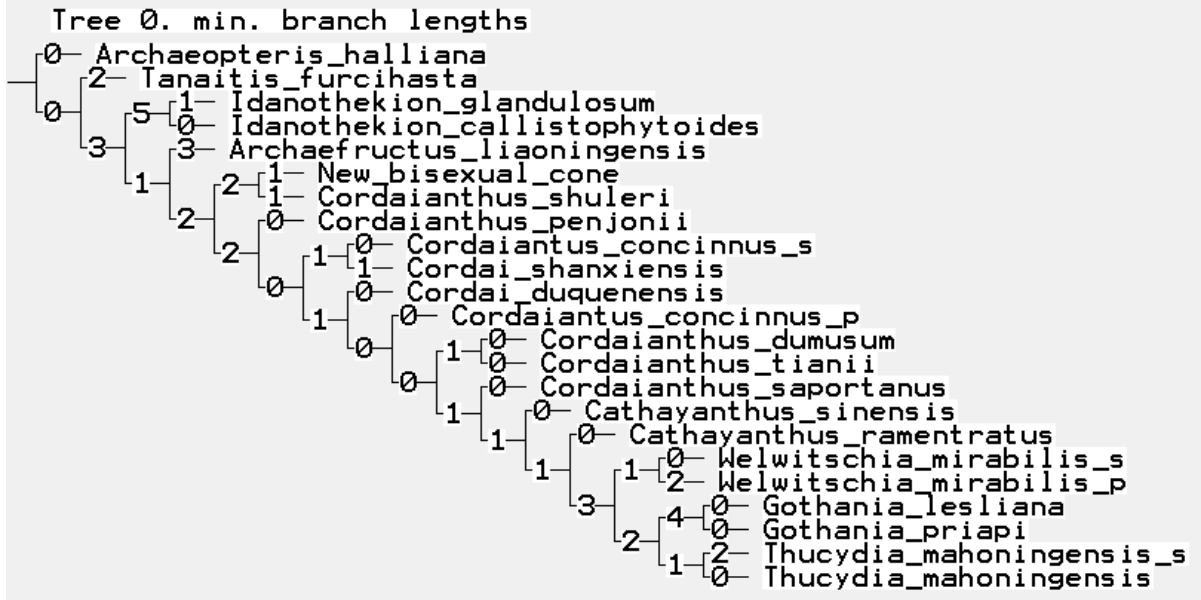 Tree 0. min. branch lengths
0 Archaeopteris_halliana
2 Tanaitis_furcihasta
1 Idanothekion_glandulosum
5
0 0 Idanothekion_callistophytoides
3 3 Archaefructus_liaoningensis
1 New_bisexual_cone
1 2
1 Cordaianthus_shuleri
2 0 Cordaianthus_penjonii
0 Cordaiantus_concinnus_s
2 1
1 Cordai_shanxiensis
0 0 Cordai_duquenensis
1 0 Cordaiantus_concinnus_p
0 Cordaianthus_dumusum
0 1
0 Cordaianthus_tianii
0 0 Cordaianthus_saportanus
1 0 Cathayanthus_sinensis
1 0 Cathayanthus_ramentratus
0 Welwitschia_mirabilis_s
1 1
2 Welwitschia_mirabilis_p
3 0 Gothania_lesliana
4
0 Gothania_priapi
2
2 Thucydia_mahoningensis_s
1
0 Thucydia_mahoningensis